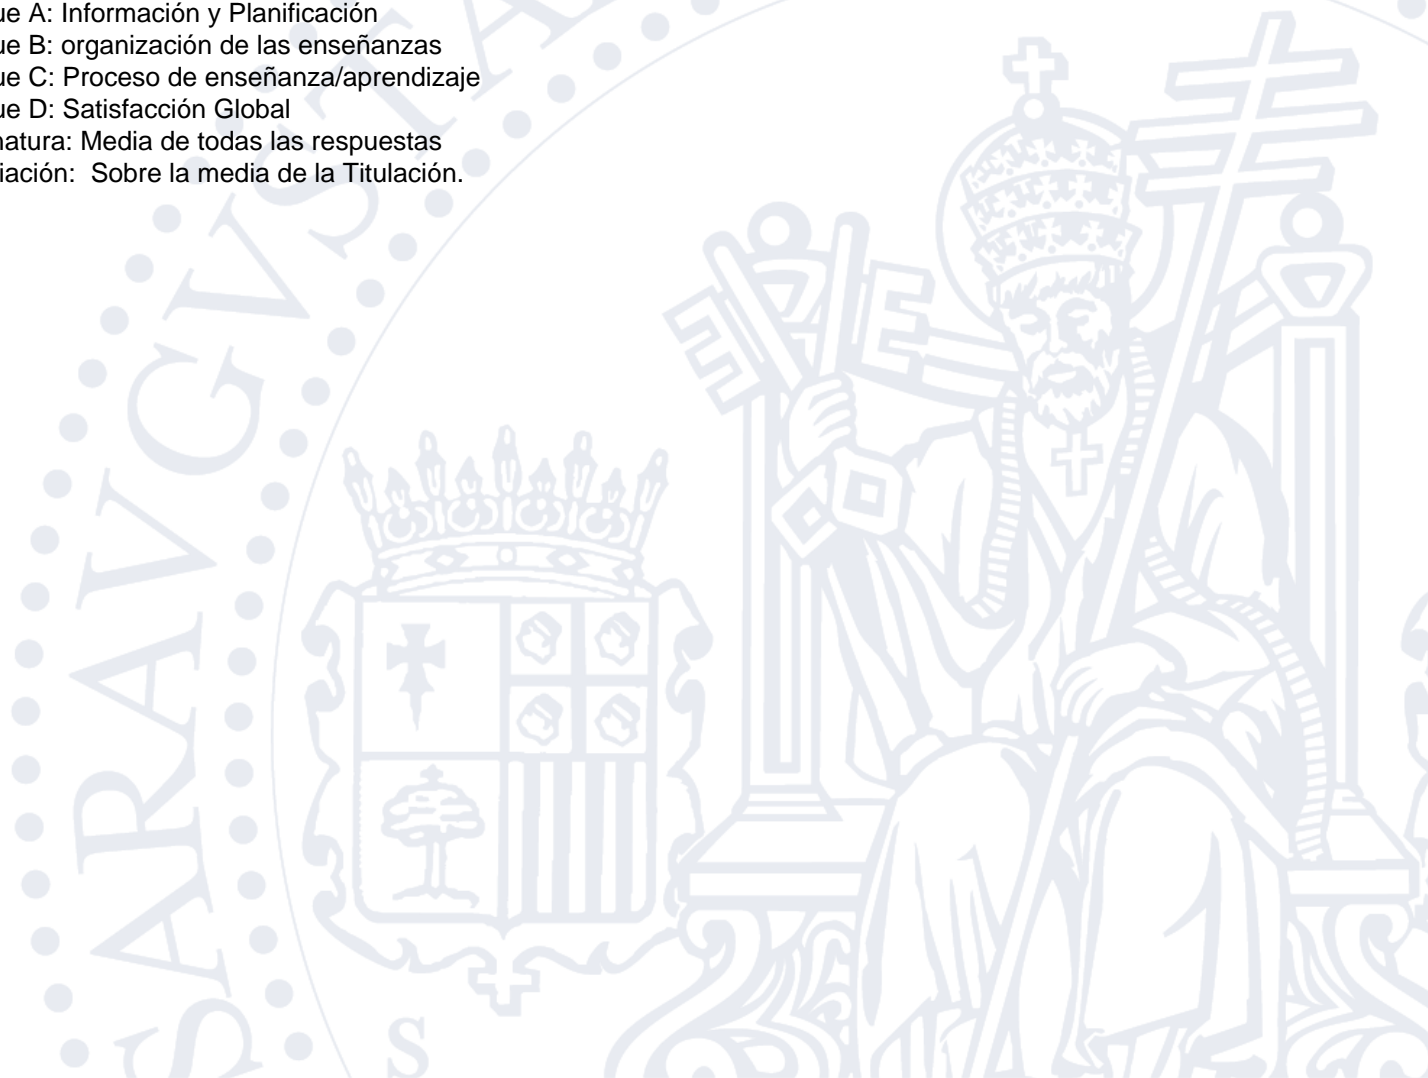 ue A: Información y Planificación
ue B: organización de las enseñanzas
ue C: Proceso de enseñanza/aprendizaje
ue D: Satisfacción Global
natura: Media de todas las respuestas
iación: Sobre la media de la Titulación.
SARAVGVSTA
S